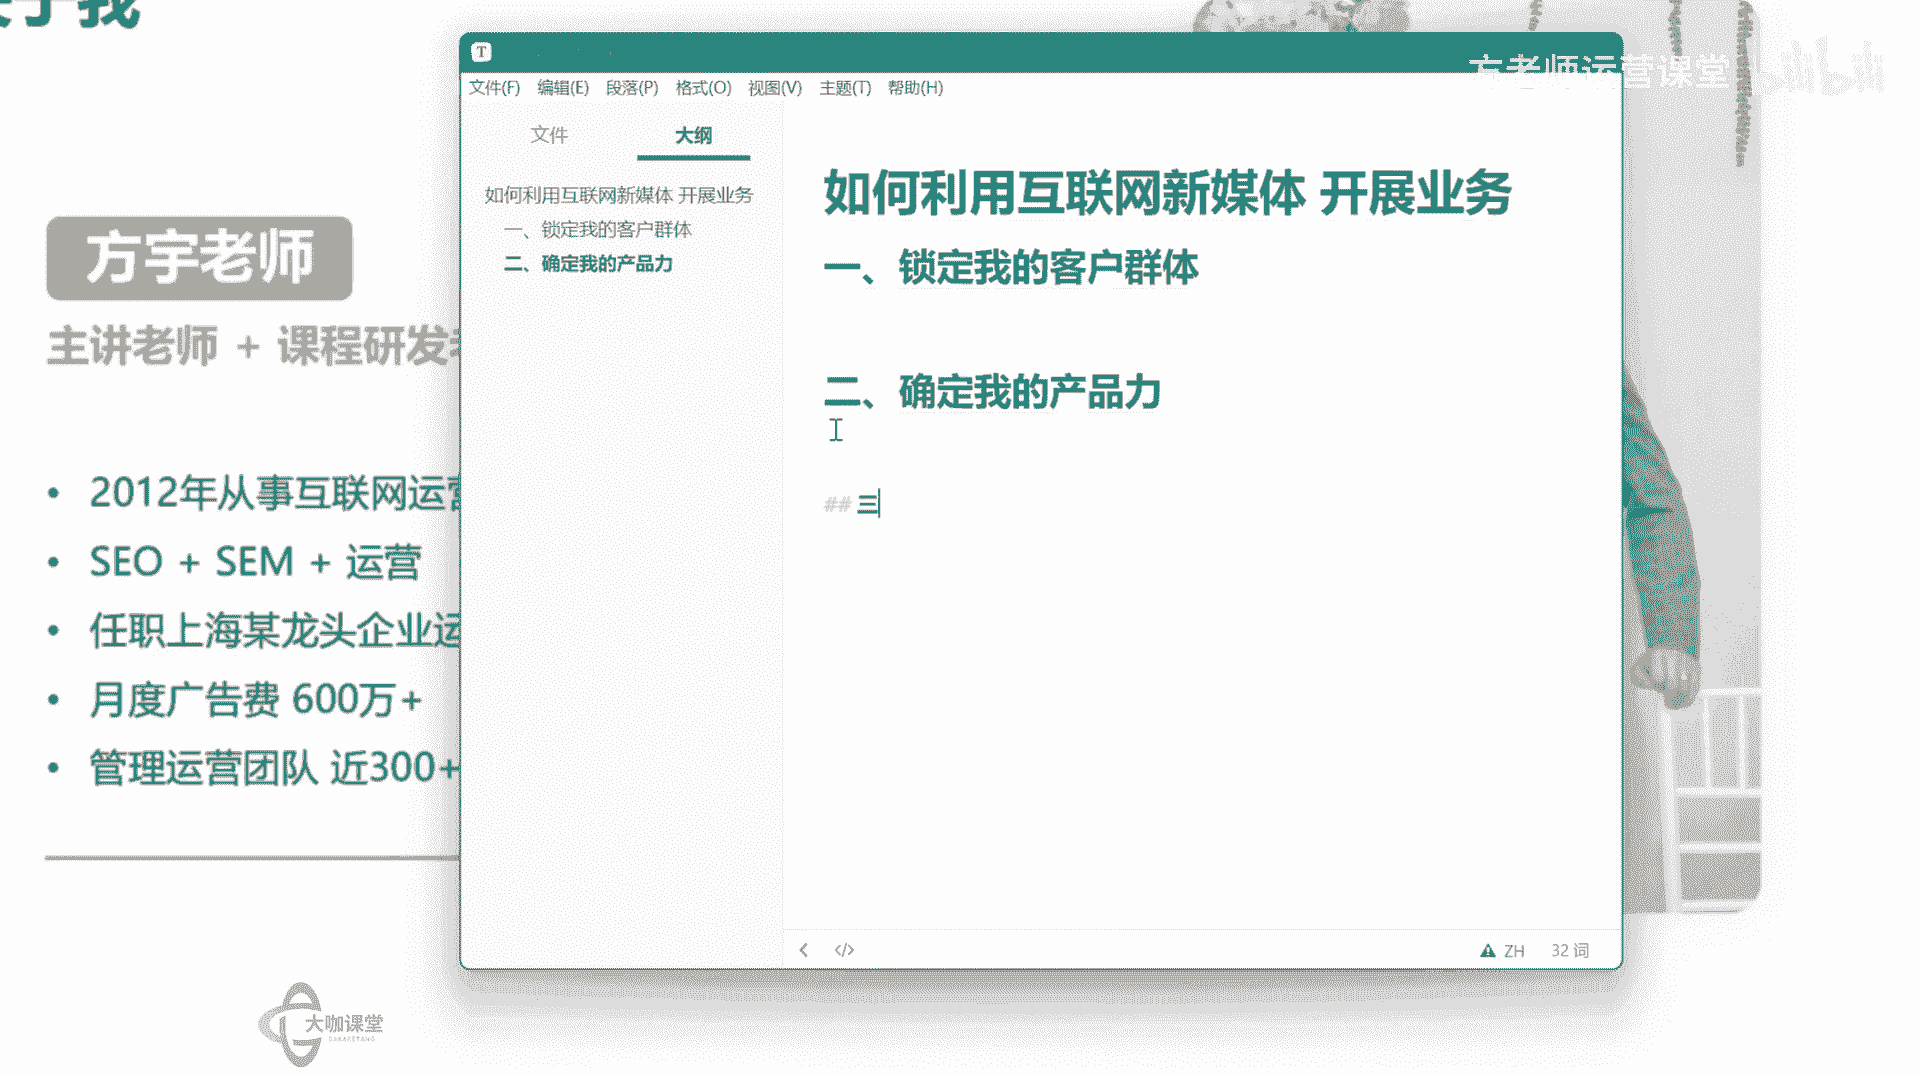 于我
方宇老师
主讲老师 + 课程研发
• 2012年从事互联网运营
• SEO + SEM + 运营
• 任职上海某龙头企业运
• 月度广告费 600万+
• 管理运营团队 近300+
大咖课堂
DAKAKETANG
T
文件(F) 编辑(E) 段落(P) 格式(O) 视图(V) 主题(T) 帮助(H)
文件 大纲
如何利用互联网新媒体 开展业务
一、锁定我的客户群体
二、确定我的产品力
如何利用互联网新媒体 开展业务
一、锁定我的客户群体
二、确定我的产品力
## 三
</> ZH 32 词
方老师运营课堂 bilibili